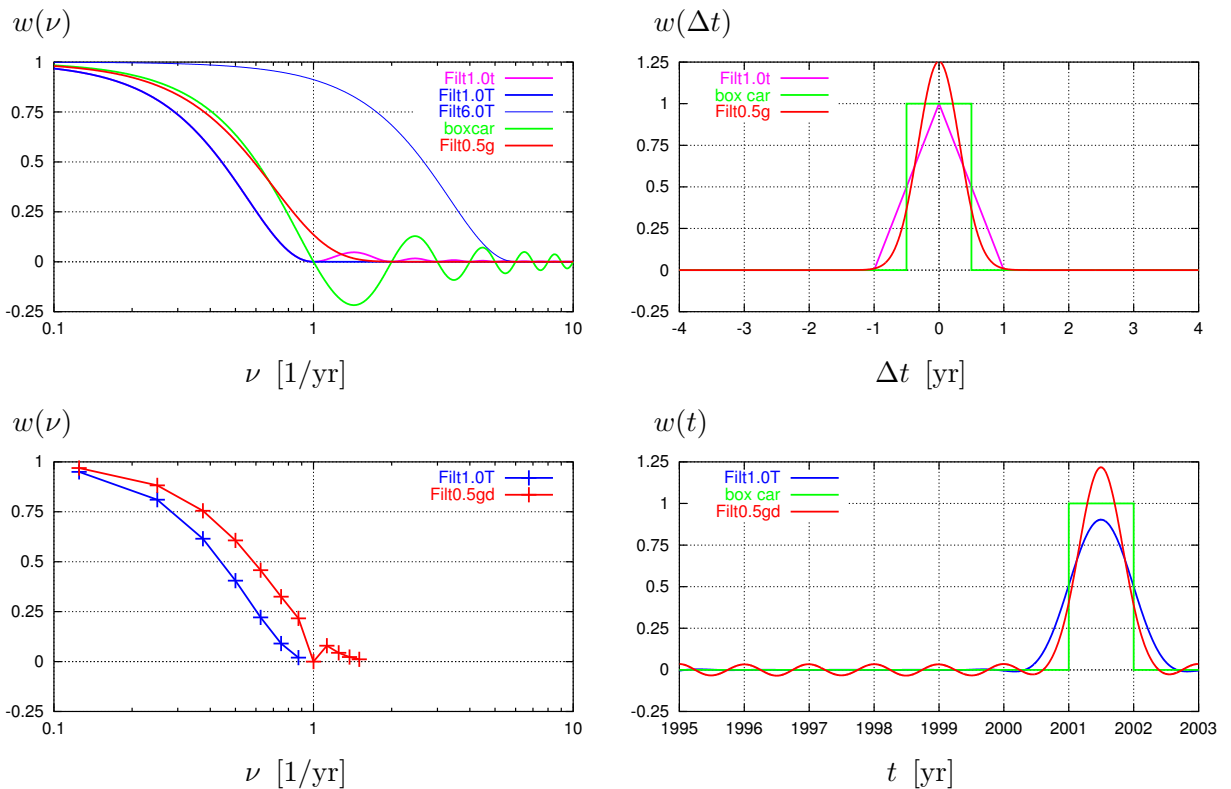 w(ν)
1
0.75
0.5
0.25
0
-0.25
0.1
1
10
Filt1.0t
Filt1.0T
Filt6.0T
boxcar
Filt0.5g
ν [1/yr]
w(Δt)
1.25
1
0.75
0.5
0.25
0
-0.25
-4
-3
-2
-1
0
1
2
3
4
Filt1.0t
box car
Filt0.5g
Δt [yr]
w(ν)
1
0.75
0.5
0.25
0
-0.25
0.1
1
10
Filt1.0T
Filt0.5gd
ν [1/yr]
w(t)
1.25
1
0.75
0.5
0.25
0
-0.25
1995
1996
1997
1998
1999
2000
2001
2002
2003
Filt1.0T
box car
Filt0.5gd
t [yr]